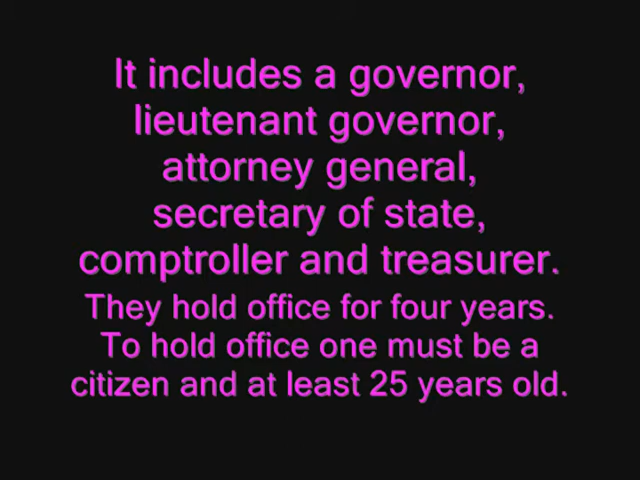 It includes a governor,
lieutenant governor,
attorney general,
secretary of state,
comptroller and treasurer.
They hold office for four years.
To hold office one must be a
citizen and at least 25 years old.